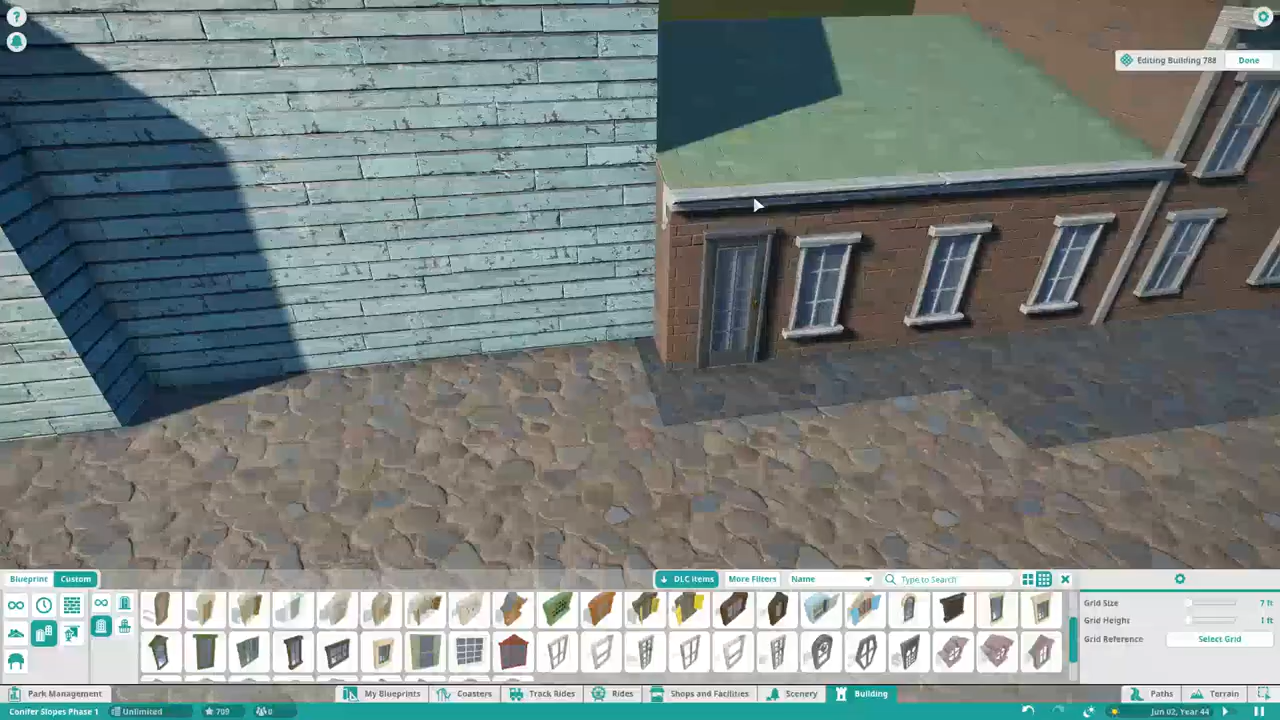 ?
Editing Building 788
Done
Blueprint
Custom
DLC Items
More Filters
Name
Type to Search
Grid Size
7 ft
Grid Height
1 ft
Grid Reference
Select Grid
Park Management
My Blueprints
Coasters
Track Rides
Rides
Shops and Facilities
Scenery
Building
Paths
Terrain
Conifer Slopes Phase 1
Unlimited
709
0
Jun 02, Year 44